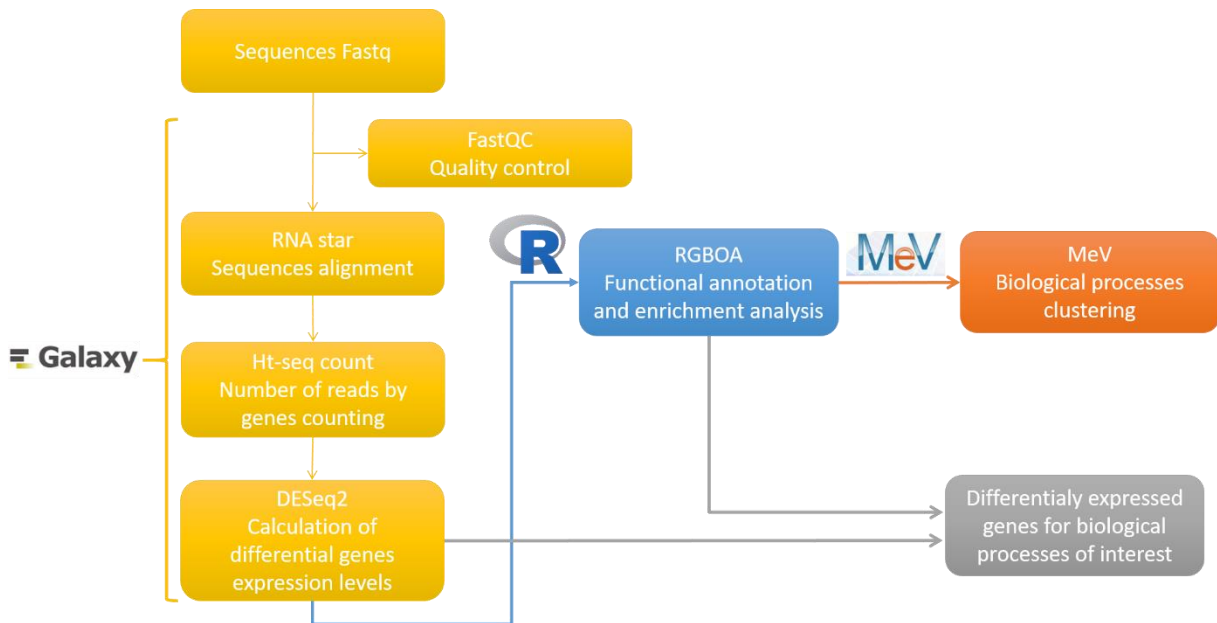 Sequences Fastq
FastQC
Quality control
RNA star
Sequences alignment
R
RGBOA
Functional annotation
and enrichment analysis
MeV
MeV
Biological processes
clustering
Galaxy
Ht-seq count
Number of reads by
genes counting
DESeq2
Calculation of
differential genes
expression levels
Differentialy expressed
genes for biological
processes of interest